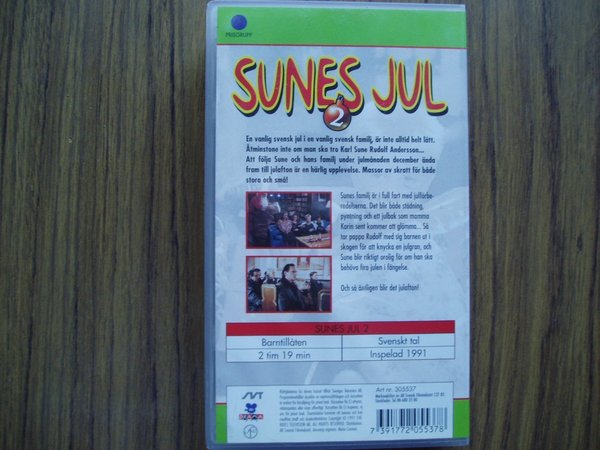 PRISGRUPP
SUNES JUL
2
En vanlig svensk jul i en vanlig svensk familj, är inte alltid helt lätt.
Åtminstone inte om man ska tro Karl Sune Rudolf Andersson...
Att följa Sune och hans familj under julmånaden december ända
fram till julafton är en härlig upplevelse. Massor av skratt för både
stora och små!
Sunes familj är i full fart med julförbe-
redelserna. Det blir både städning,
pyntning och ett julbak som mamma
Karin sent kommer att glömma... Så
tar pappa Rudolf med sig barnen ut i
skogen för att knycka en julgran, och
Sune blir riktigt orolig för om han ska
behöva fira julen i fängelse.
Och så äntligen blir det julafton!
SUNES JUL 2
Barntillåten
Svenskt tal
2 tim 19 min
Inspelad 1991
SVT
Art nr. 305537
7 391772 055378